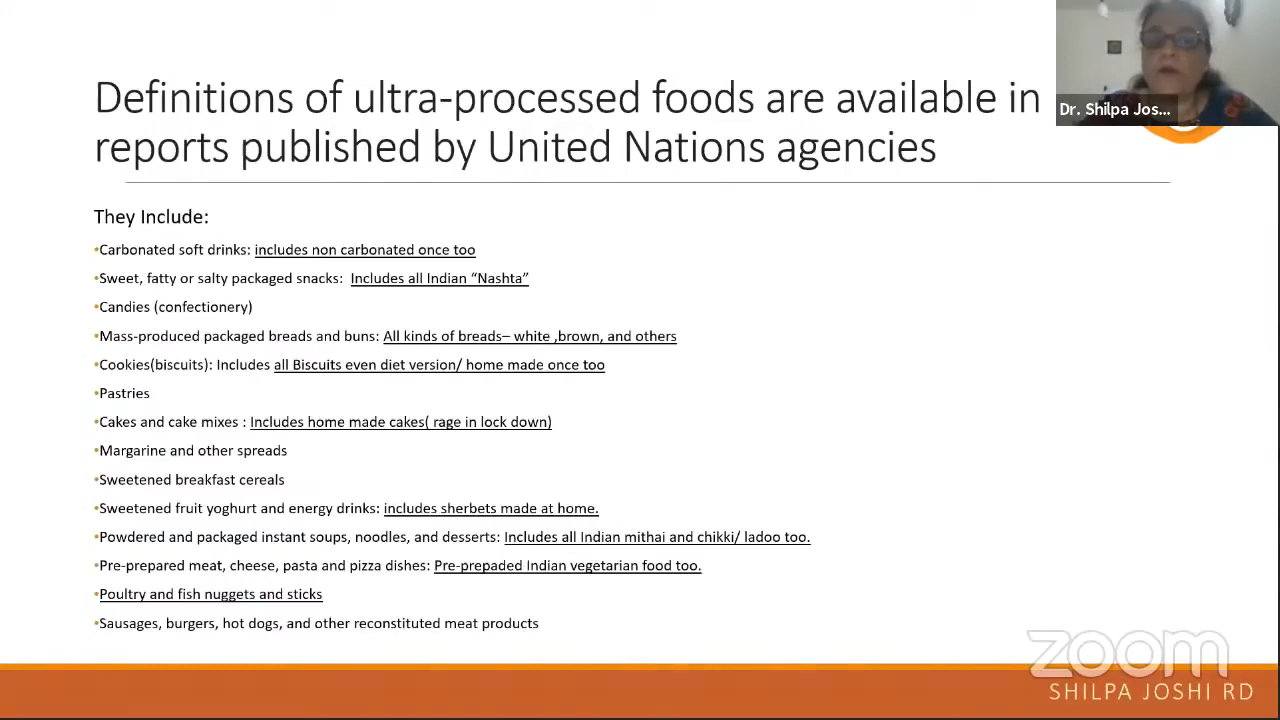 Definitions of ultra-processed foods are available in
reports published by United Nations agencies
Dr. Shilpa Jos...
They Include:
•Carbonated soft drinks: includes non carbonated once too
•Sweet, fatty or salty packaged snacks: Includes all Indian “Nashta”
•Candies (confectionery)
•Mass-produced packaged breads and buns: All kinds of breads– white ,brown, and others
•Cookies(biscuits): Includes all Biscuits even diet version/ home made once too
•Pastries
•Cakes and cake mixes : Includes home made cakes( rage in lock down)
•Margarine and other spreads
•Sweetened breakfast cereals
•Sweetened fruit yoghurt and energy drinks: includes sherbets made at home.
•Powdered and packaged instant soups, noodles, and desserts: Includes all Indian mithai and chikki/ ladoo too.
•Pre-prepared meat, cheese, pasta and pizza dishes: Pre-prepaded Indian vegetarian food too.
•Poultry and fish nuggets and sticks
•Sausages, burgers, hot dogs, and other reconstituted meat products
zoom
SHILPA JOSHI RD